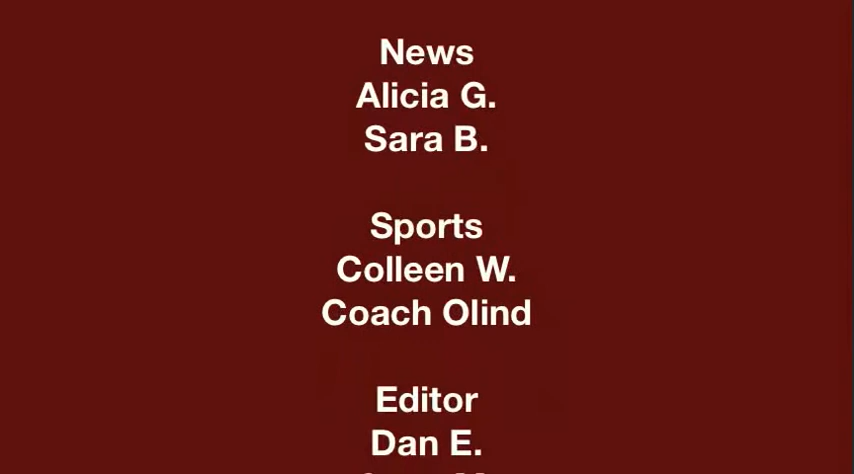 News
Alicia G.
Sara B.
Sports
Colleen W.
Coach Olind
Editor
Dan E.